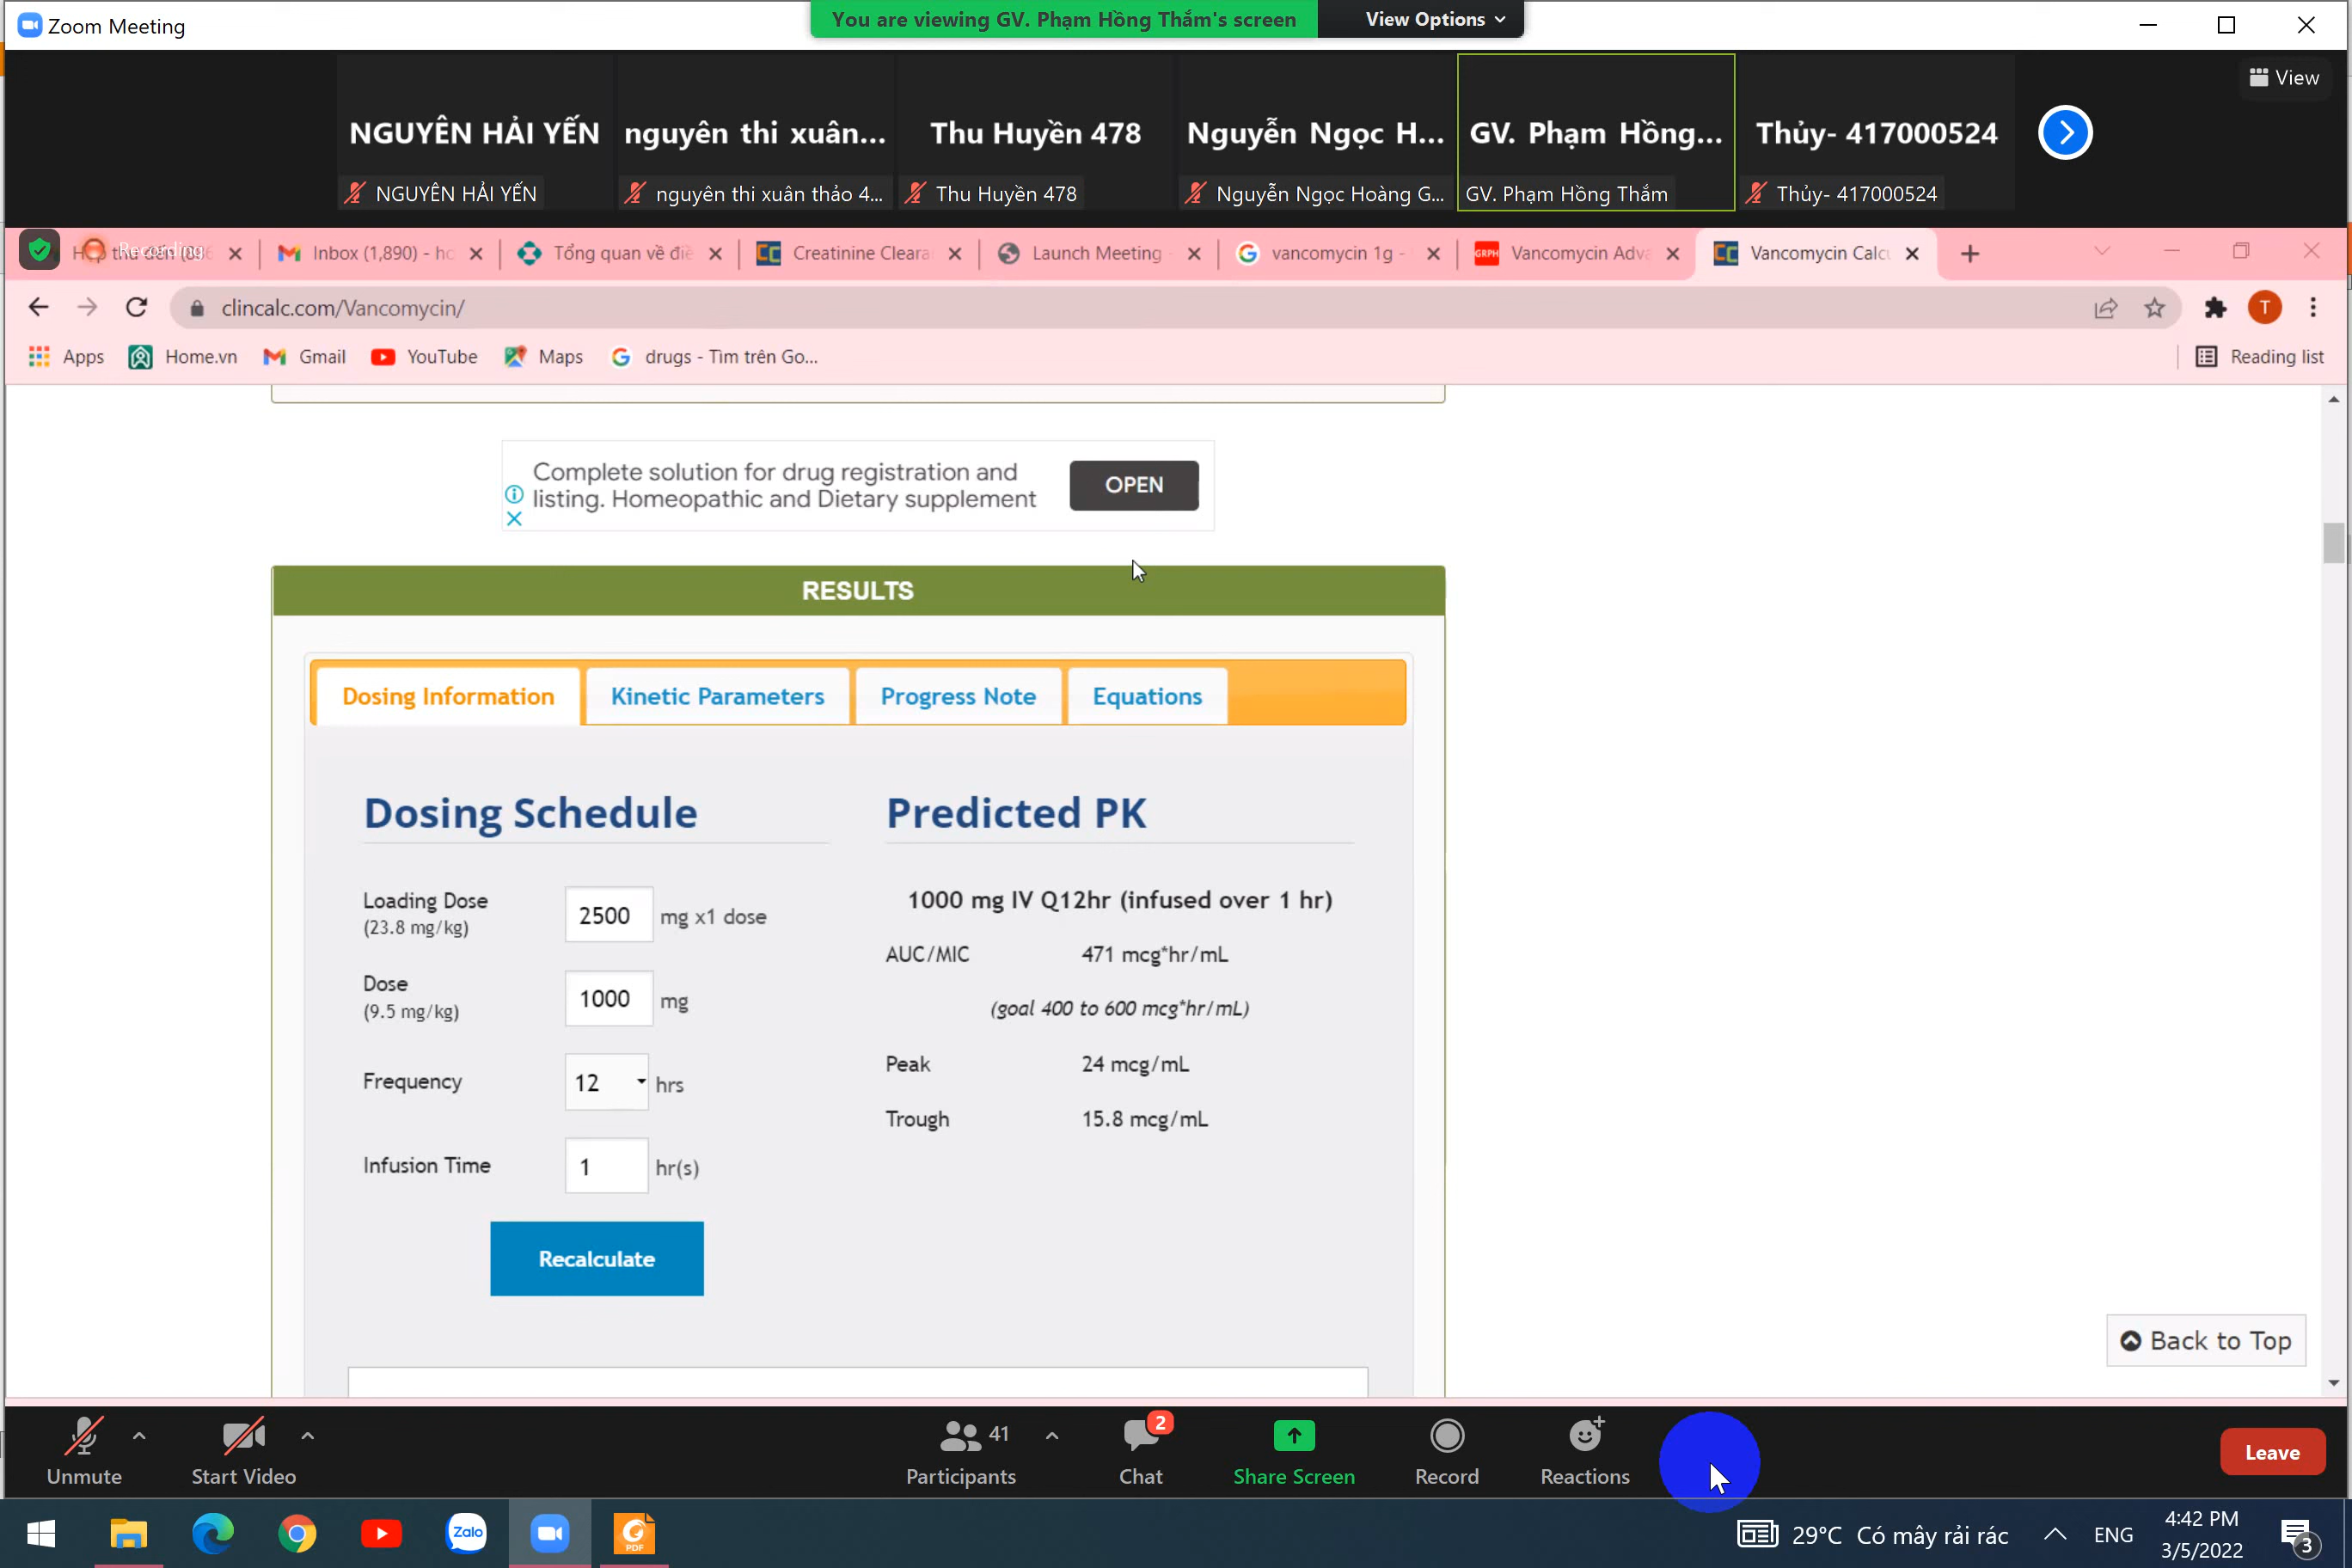 Zoom Meeting
You are viewing GV. Phạm Hồng Thắm's screen
View Options
View
NGUYÊN HẢI YẾN
nguyên thi xuân...
Thu Huyền 478
Nguyễn Ngọc H...
GV. Phạm Hồng...
Thủy- 417000524
NGUYÊN HẢI YẾN
nguyên thi xuân thảo 4...
Thu Huyền 478
Nguyễn Ngọc Hoàng G...
GV. Phạm Hồng Thắm
Thủy- 417000524
Recording
Inbox (1,890) - ho
Tổng quan về điề
Creatinine Cleara
Launch Meeting -
vancomycin 1g -
GRPH
Vancomycin Adva
Vancomycin Calcu
clincalc.com/Vancomycin/
T
Apps
Home.vn
Gmail
YouTube
Maps
drugs - Tìm trên Go...
Reading list
Complete solution for drug registration and
listing. Homeopathic and Dietary supplement
OPEN
RESULTS
Dosing Information
Kinetic Parameters
Progress Note
Equations
Dosing Schedule
Loading Dose
(23.8 mg/kg)
2500 mg x1 dose
Dose
(9.5 mg/kg)
1000 mg
Frequency
12 hrs
Infusion Time
1 hr(s)
Recalculate
Predicted PK
1000 mg IV Q12hr (infused over 1 hr)
AUC/MIC 471 mcg*hr/mL
(goal 400 to 600 mcg*hr/mL)
Peak 24 mcg/mL
Trough 15.8 mcg/mL
Back to Top
Unmute
Start Video
41
Participants
2
Chat
Share Screen
Record
Reactions
Leave
Zalo
PDF
29°C Có mây rải rác
ENG
4:42 PM
3/5/2022
3